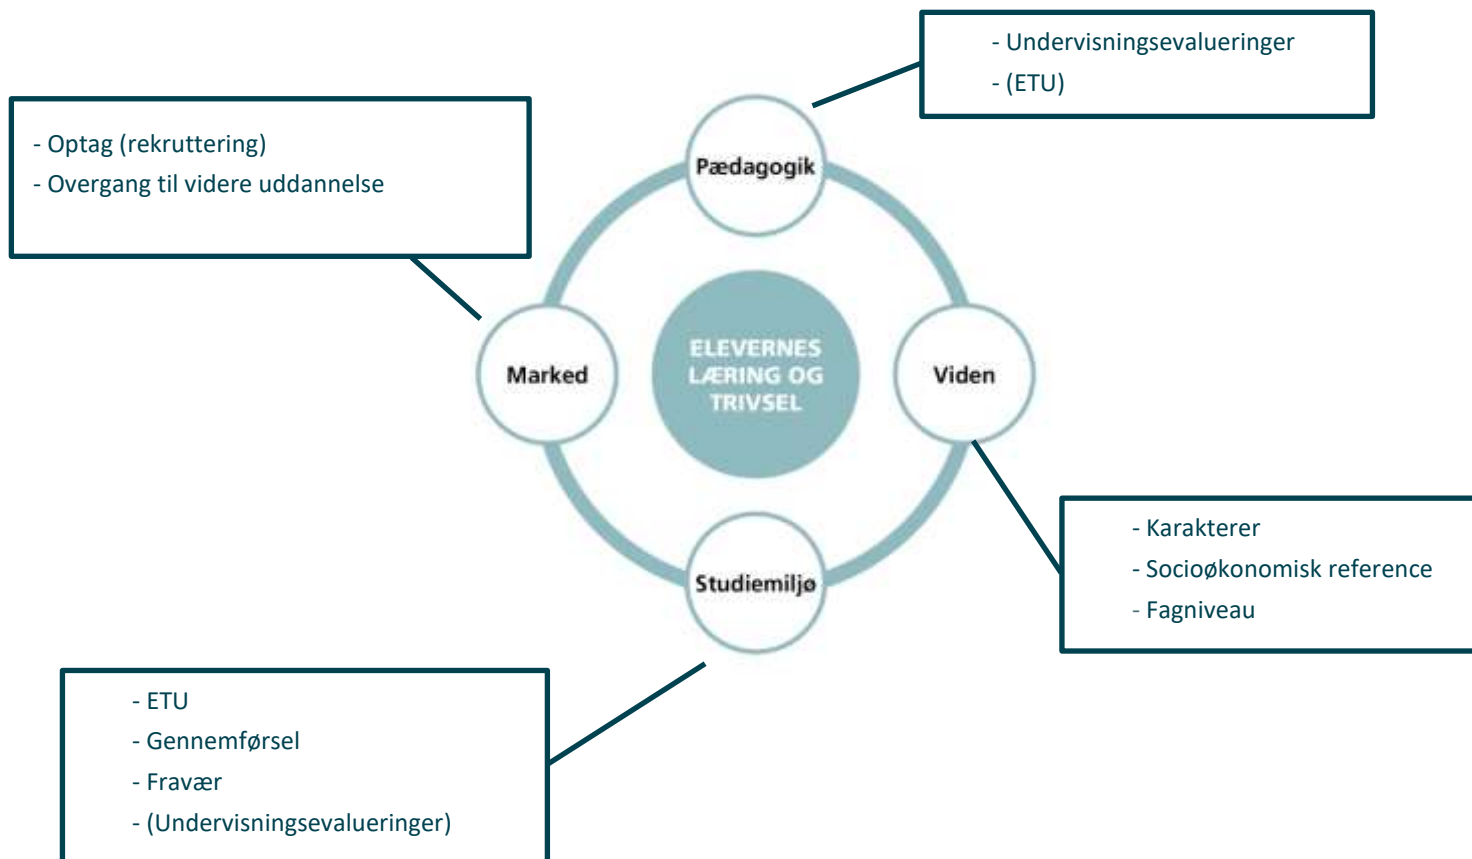 - Undervisningsevalueringer
- (ETU)
- Optag (rekruttering)
- Overgang til videre uddannelse
Pædagogik
Marked
ELEVERNES
LÆRING OG
TRIVSEL
Viden
Studiemiljø
- Karakterer
- Socioøkonomisk reference
- Fagniveau
- ETU
- Gennemførsel
- Fravær
- (Undervisningsevalueringer)